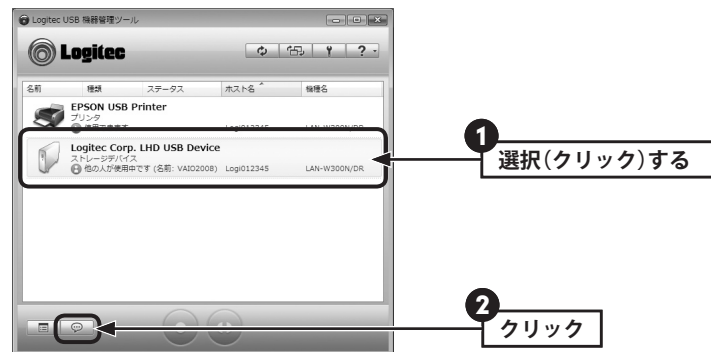 Logitec USB 機器管理ツール
Logitec
?
名前 種類 ステータス ホスト名 機種名
EPSON USB Printer
プリンタ
Logi012345 LAN-W300N/DR
Logitec Corp. LHD USB Device
ストレージデバイス
他の人が使用中です (名前: VAIO2008) Logi012345 LAN-W300N/DR
1
選択(クリック)する
2
クリック